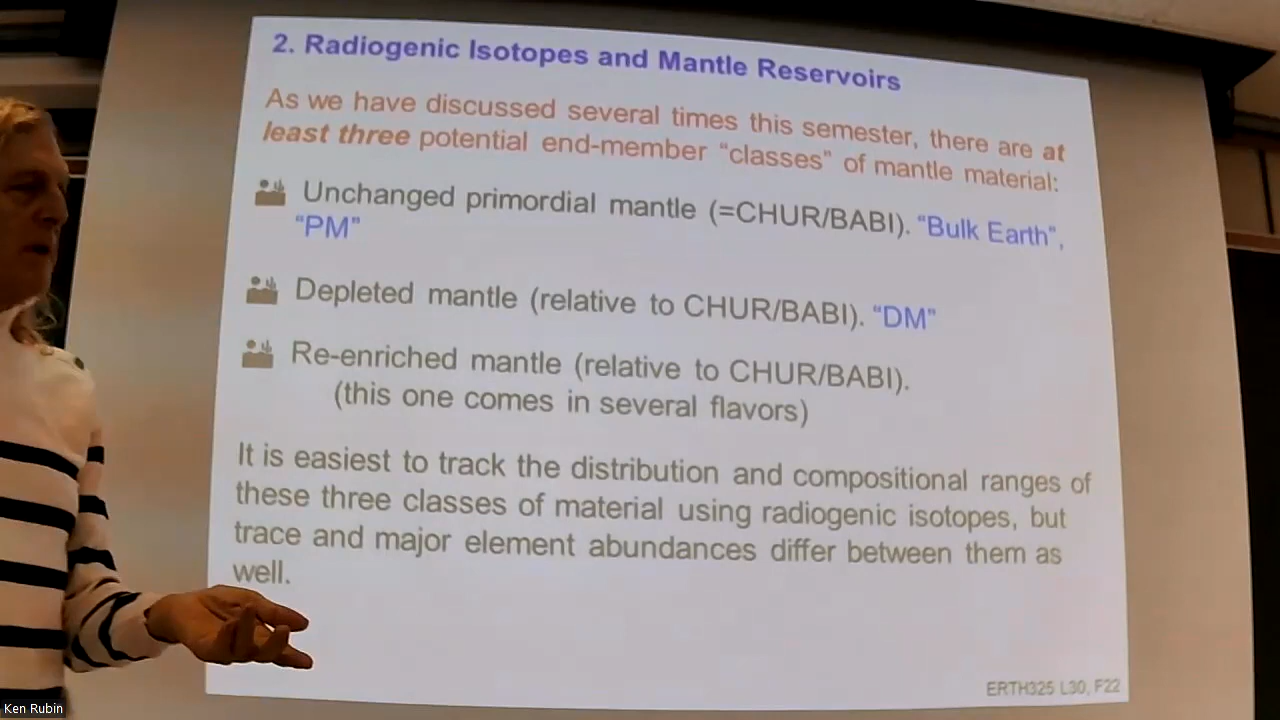 2. Radiogenic Isotopes and Mantle Reservoirs
As we have discussed several times this semester, there are at
least three potential end-member “classes” of mantle material:
Unchanged primordial mantle (=CHUR/BABI). “Bulk Earth”,
“PM”
Depleted mantle (relative to CHUR/BABI). “DM”
Re-enriched mantle (relative to CHUR/BABI).
(this one comes in several flavors)
It is easiest to track the distribution and compositional ranges of
these three classes of material using radiogenic isotopes, but
trace and major element abundances differ between them as
well.
ERTH325 L30, F22
Ken Rubin